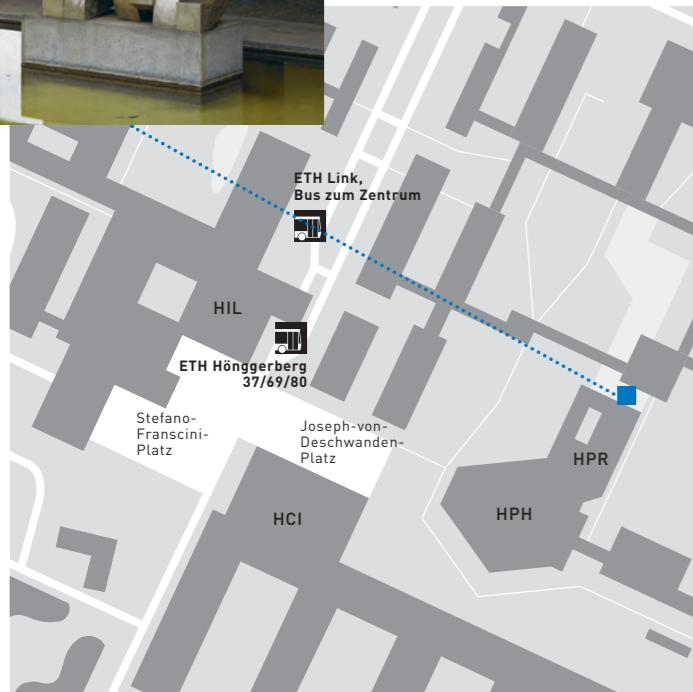 ETH Link,
Bus zum Zentrum
HIL
ETH Hönggerberg
37/69/80
Stefano-
Franscini-
Platz
Joseph-von-
Deschwanden-
Platz
HPR
HPH
HCI